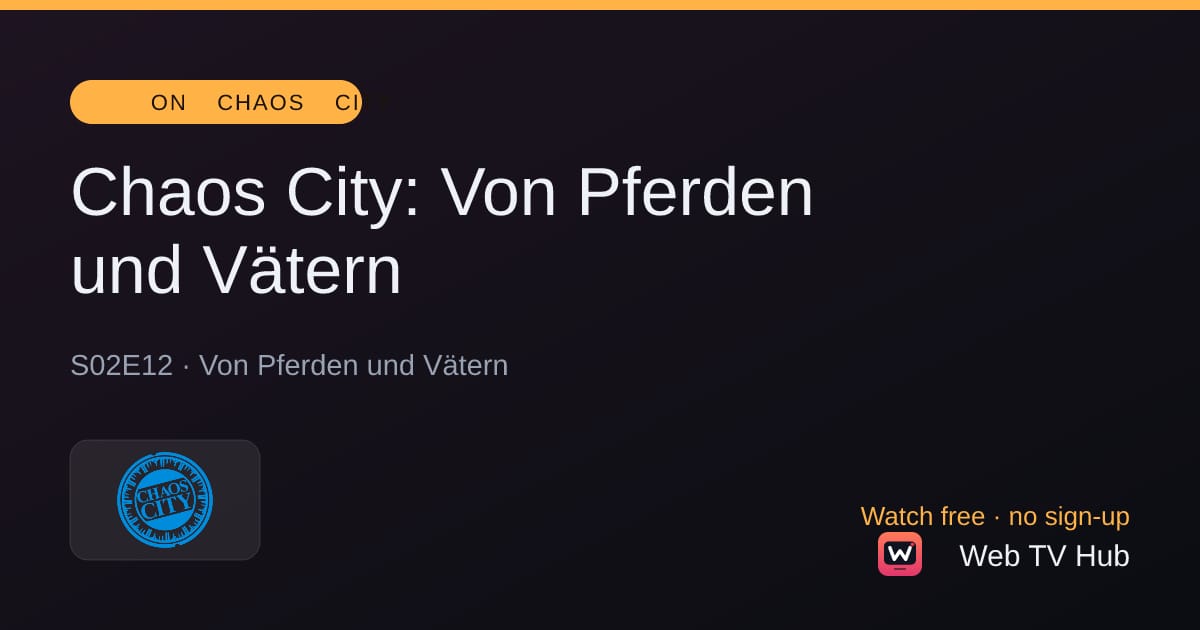 ON CHAOS CI
Chaos City: Von Pferden
und Vätern
S02E12 · Von Pferden und Vätern
CHAOS
CITY
Watch free · no sign-up
W Web TV Hub